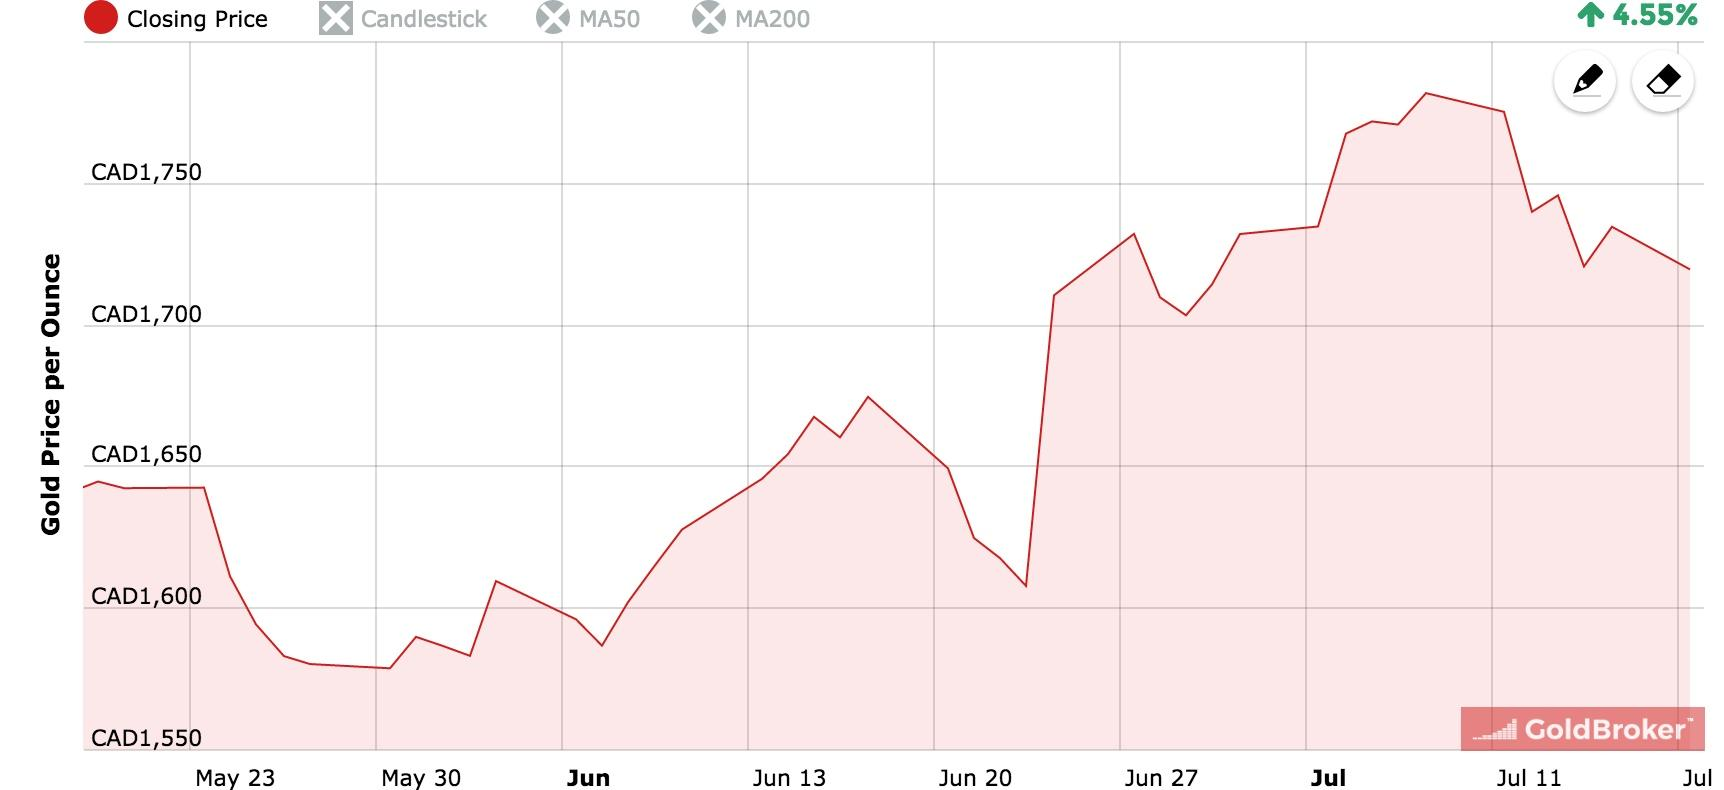 Closing Price
Candlestick
MA50
MA200
4.55%
Gold Price per Ounce
CAD1,750
CAD1,700
CAD1,650
CAD1,600
CAD1,550
GoldBroker™
May 23
May 30
Jun
Jun 13
Jun 20
Jun 27
Jul
Jul 11
Jul